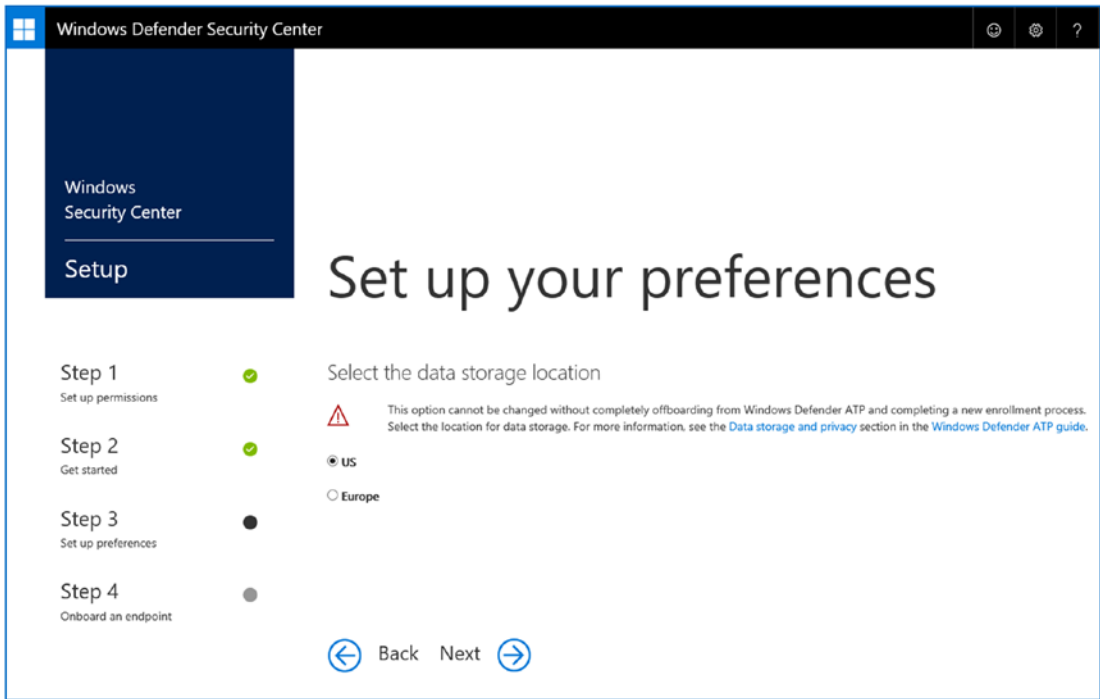 Windows Defender Security Center
?
Windows
Security Center
Setup
Set up your preferences
Step 1
Set up permissions
Step 2
Get started
Step 3
Set up preferences
Step 4
Onboard an endpoint
Select the data storage location
This option cannot be changed without completely offboarding from Windows Defender ATP and completing a new enrollment process.
Select the location for data storage. For more information, see the Data storage and privacy section in the Windows Defender ATP guide.
US
Europe
Back Next